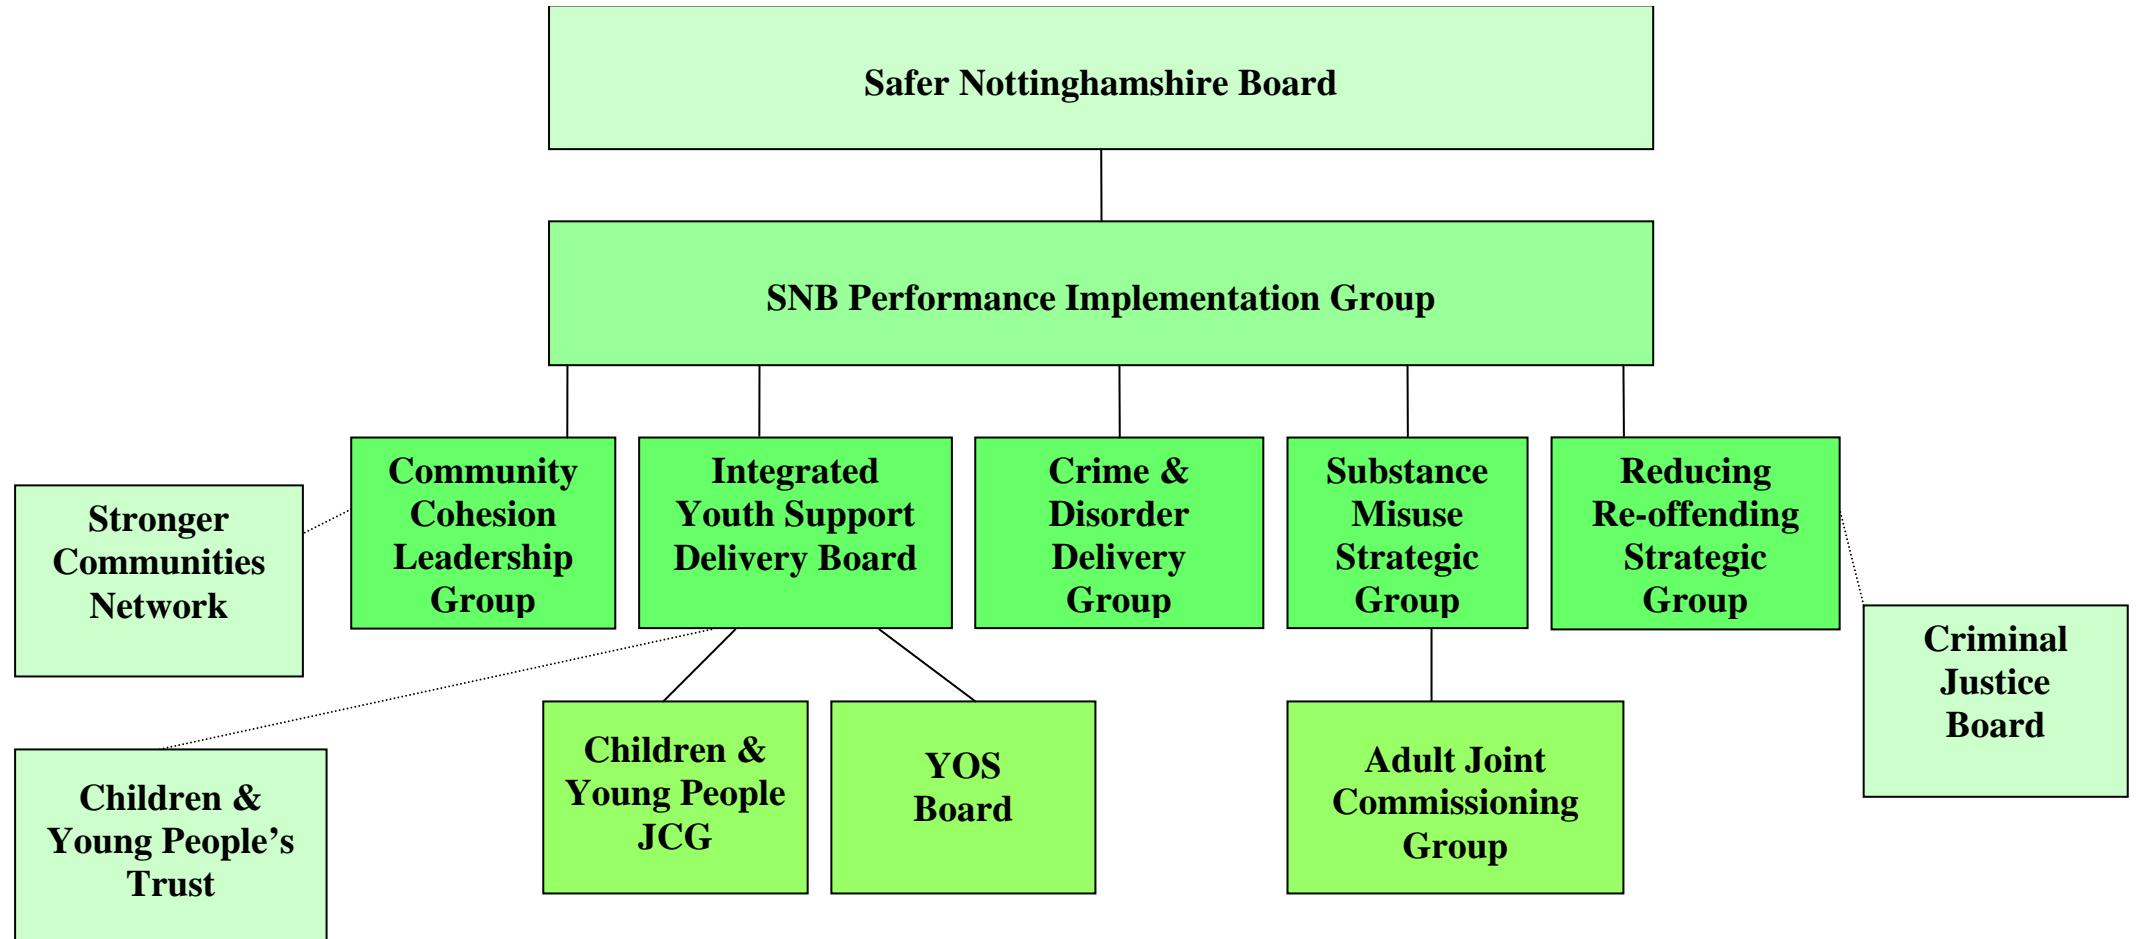 Safer Nottinghamshire Board
SNB Performance Implementation Group
Community
Cohesion
Leadership
Group
Integrated
Youth Support
Delivery Board
Crime &
Disorder
Delivery
Group
Substance
Misuse
Strategic
Group
Reducing
Re-offending
Strategic
Group
Stronger
Communities
Network
Criminal
Justice
Board
Children &
Young People’s
Trust
Children &
Young People
JCG
YOS
Board
Adult Joint
Commissioning
Group